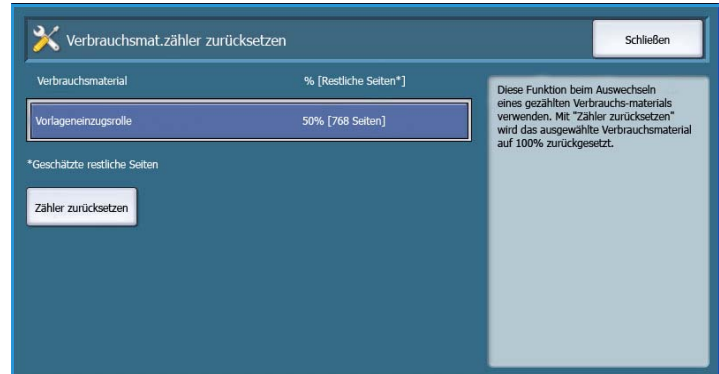 Verbrauchsmat.zähler zurücksetzen
Schließen
Verbrauchsmaterial % [Restliche Seiten*]
Vorlageneinzugsrolle 50% [768 Seiten]
*Geschätzte restliche Seiten
Zähler zurücksetzen
Diese Funktion beim Auswechseln
eines gezählten Verbrauchs-materials
verwenden. Mit "Zähler zurücksetzen"
wird das ausgewählte Verbrauchsmaterial
auf 100% zurückgesetzt.